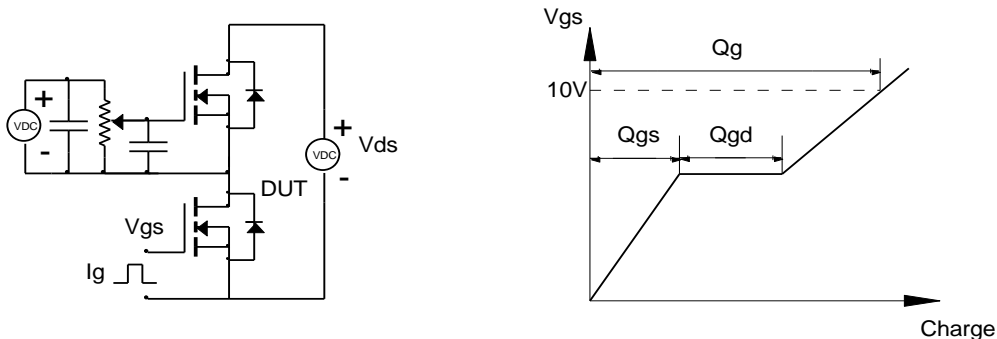 +
VDC
-
+
VDC
-
Vds
DUT
Vgs
Ig
Vgs
Qg
10V
Qgs
Qgd
Charge